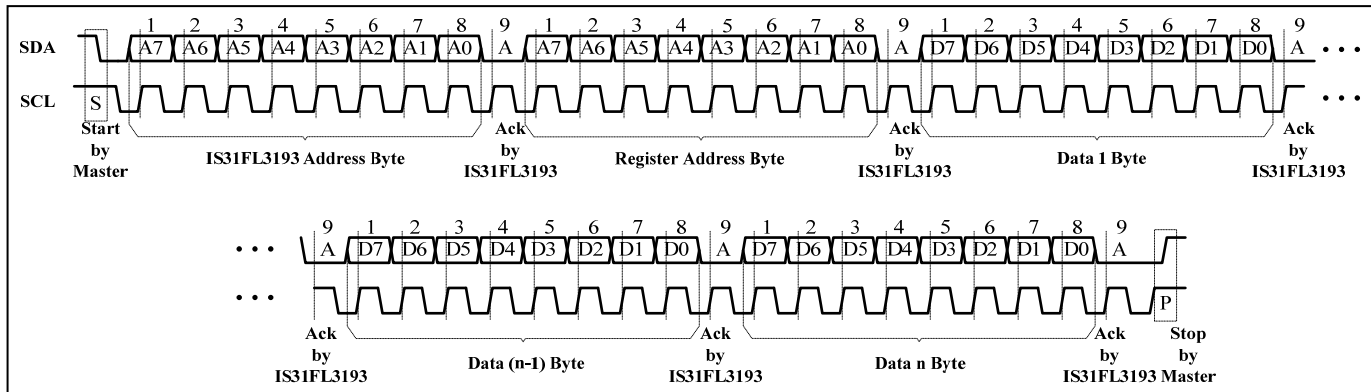 1 2 3 4 5 6 7 8 9 1 2 3 4 5 6 7 8 9 1 2 3 4 5 6 7 8 9
SDA A7 A6 A5 A4 A3 A2 A1 A0 A A7 A6 A5 A4 A3 A2 A1 A0 A D7 D6 D5 D4 D3 D2 D1 D0 A • • •
SCL S • • •
Start by Master
IS31FL3193 Address Byte
Ack by IS31FL3193
Register Address Byte
Ack by IS31FL3193
Data 1 Byte
Ack by IS31FL3193
9 1 2 3 4 5 6 7 8 9 1 2 3 4 5 6 7 8 9
• • • A D7 D6 D5 D4 D3 D2 D1 D0 A D7 D6 D5 D4 D3 D2 D1 D0 A
• • • P
Ack by IS31FL3193
Data (n-1) Byte
Ack by IS31FL3193
Data n Byte
Ack by IS31FL3193
Stop by Master